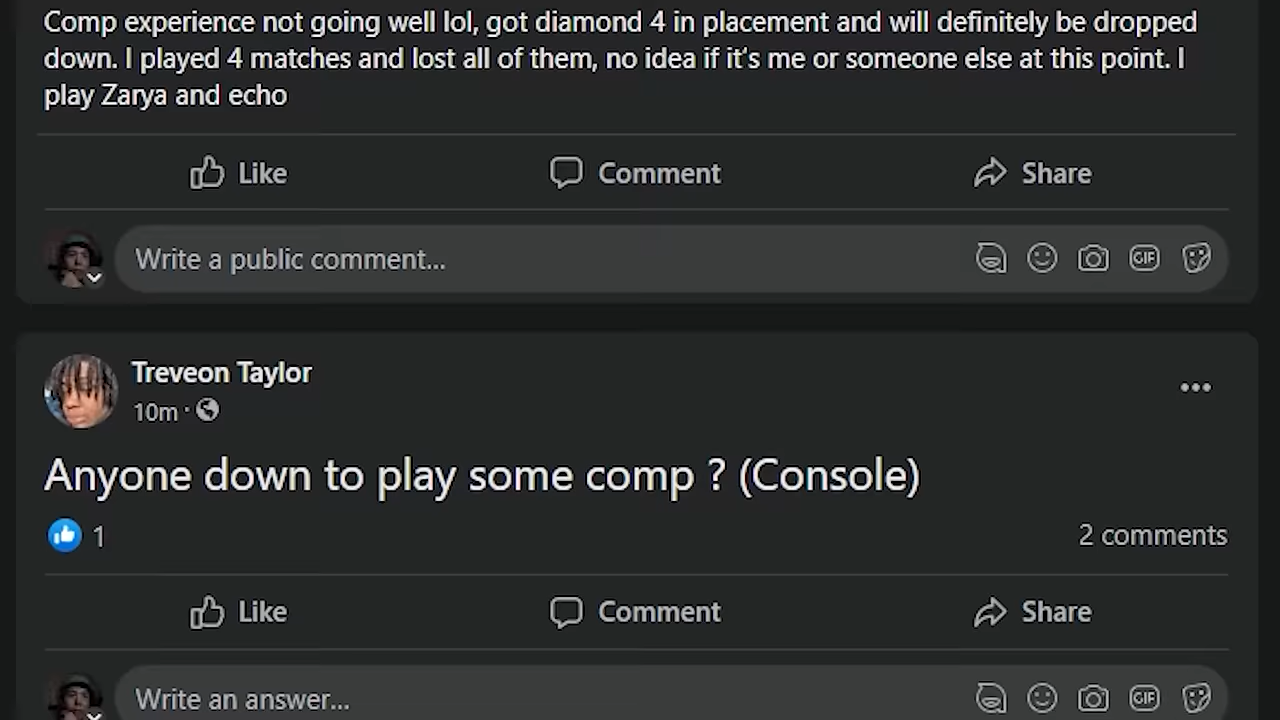 Comp experience not going well lol, got diamond 4 in placement and will definitely be dropped
down. I played 4 matches and lost all of them, no idea if it's me or someone else at this point. I
play Zarya and echo
Like
Comment
Share
Write a public comment...
GIF
Treveon Taylor
10m ·
Anyone down to play some comp ? (Console)
1
2 comments
Like
Comment
Share
Write an answer...
GIF